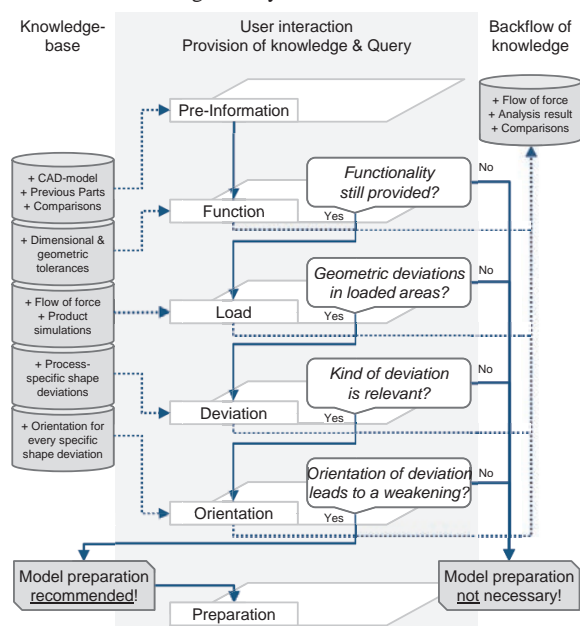 Knowledge-
base
User interaction
Provision of knowledge & Query
Backflow of
knowledge
Pre-Information
+ Flow of force
+ Analysis result
+ Comparisons
+ CAD-model
+ Previous Parts
+ Comparisons
Functionality
still provided?
No
Yes
Function
+ Dimensional &
geometric
tolerances
Geometric deviations
in loaded areas?
No
Yes
Load
+ Flow of force
+ Product
simulations
Kind of deviation
is relevant?
No
Yes
Deviation
+ Process-
specific shape
deviations
+ Orientation for
every specific
shape deviation
Orientation of deviation
leads to a weakening?
No
Yes
Orientation
Model preparation
recommended!
Model preparation
not necessary!
Preparation